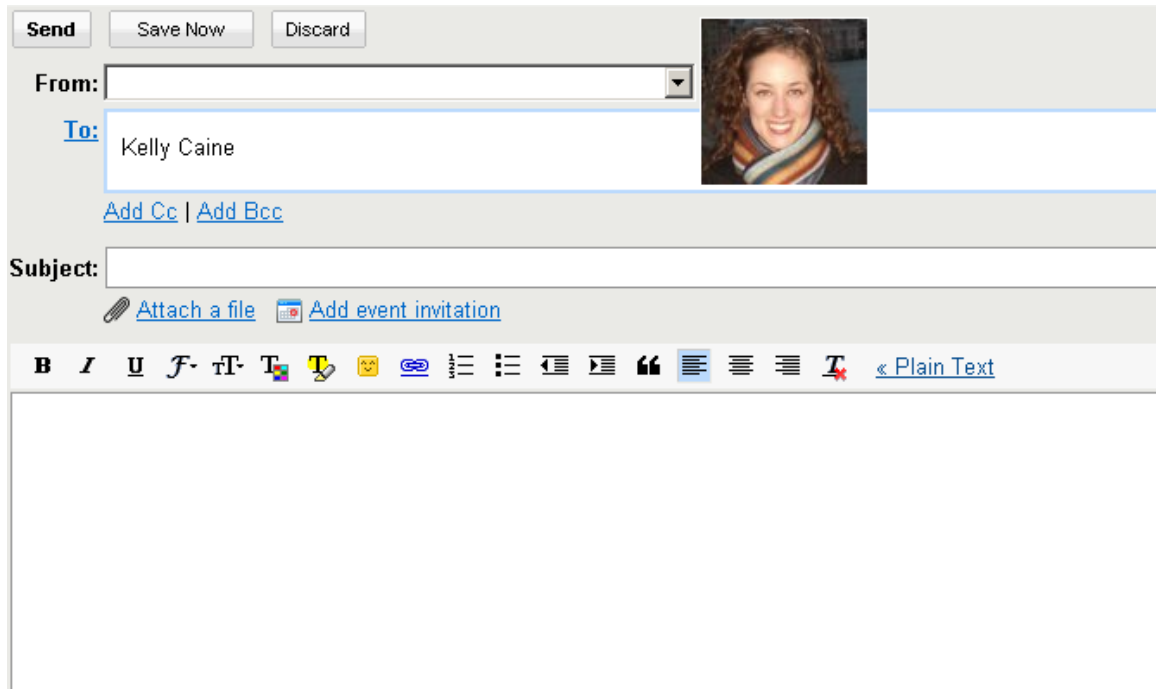 Send Save Now Discard
From:
To: Kelly Caine
Add Cc | Add Bcc
Subject:
Attach a file Add event invitation
B I U F T T T T « Plain Text